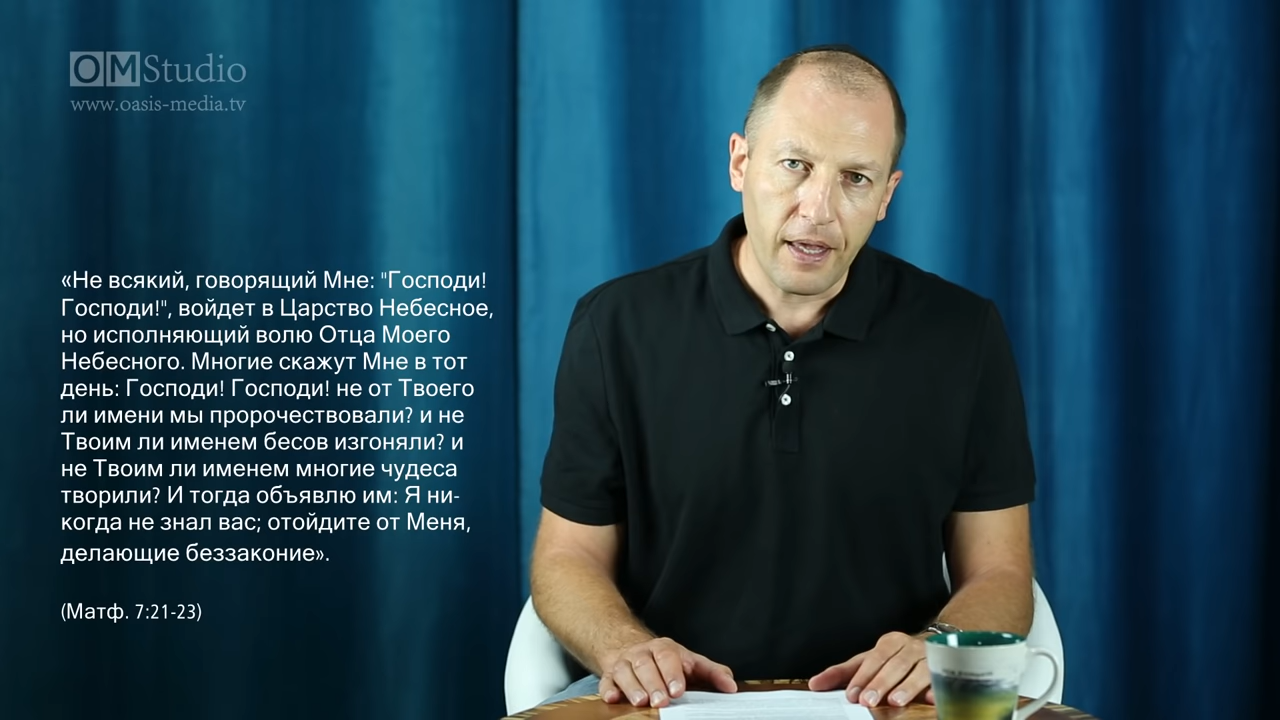 OMStudio
www.oasis-media.tv
«Не всякий, говорящий Мне: "Господи!
Господи!", войдет в Царство Небесное,
но исполняющий волю Отца Моего
Небесного. Многие скажут Мне в тот
день: Господи! Господи! не от Твоего
ли имени мы пророчествовали? и не
Твоим ли именем бесов изгоняли? и
не Твоим ли именем многие чудеса
творили? И тогда объявлю им: Я ни-
когда не знал вас; отойдите от Меня,
делающие беззаконие».
(Матф. 7:21-23)